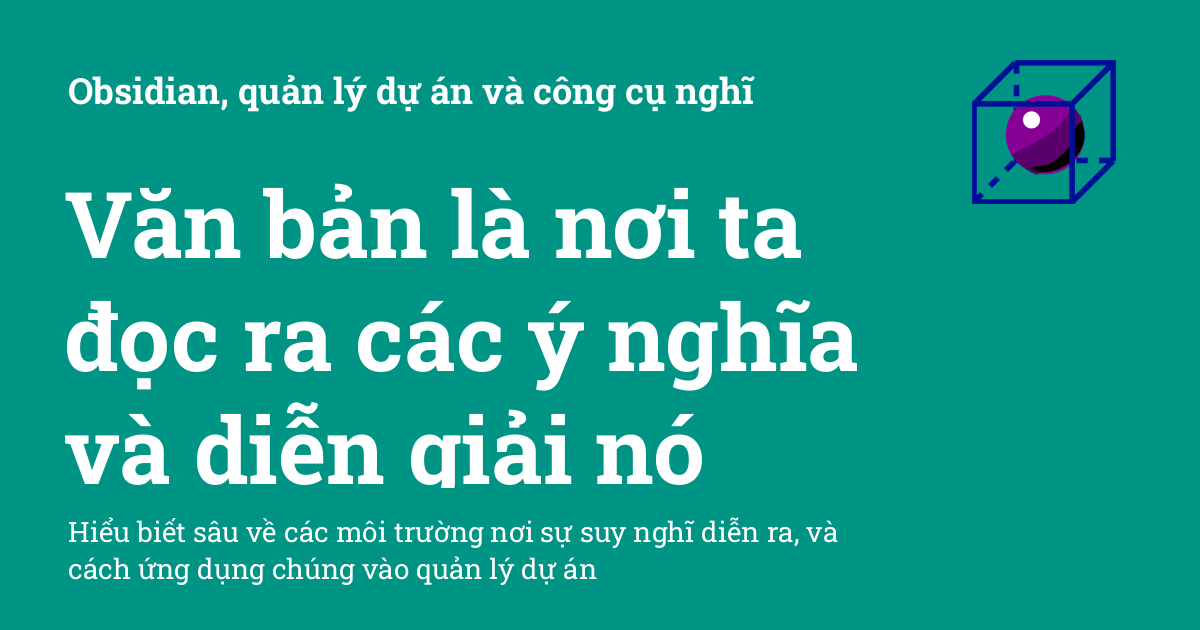 Obsidian, quản lý dự án và công cụ nghĩ
Văn bản là nơi ta
đọc ra các ý nghĩa
và diễn giải nó
Hiểu biết sâu về các môi trường nơi sự suy nghĩ diễn ra, và
cách ứng dụng chúng vào quản lý dự án